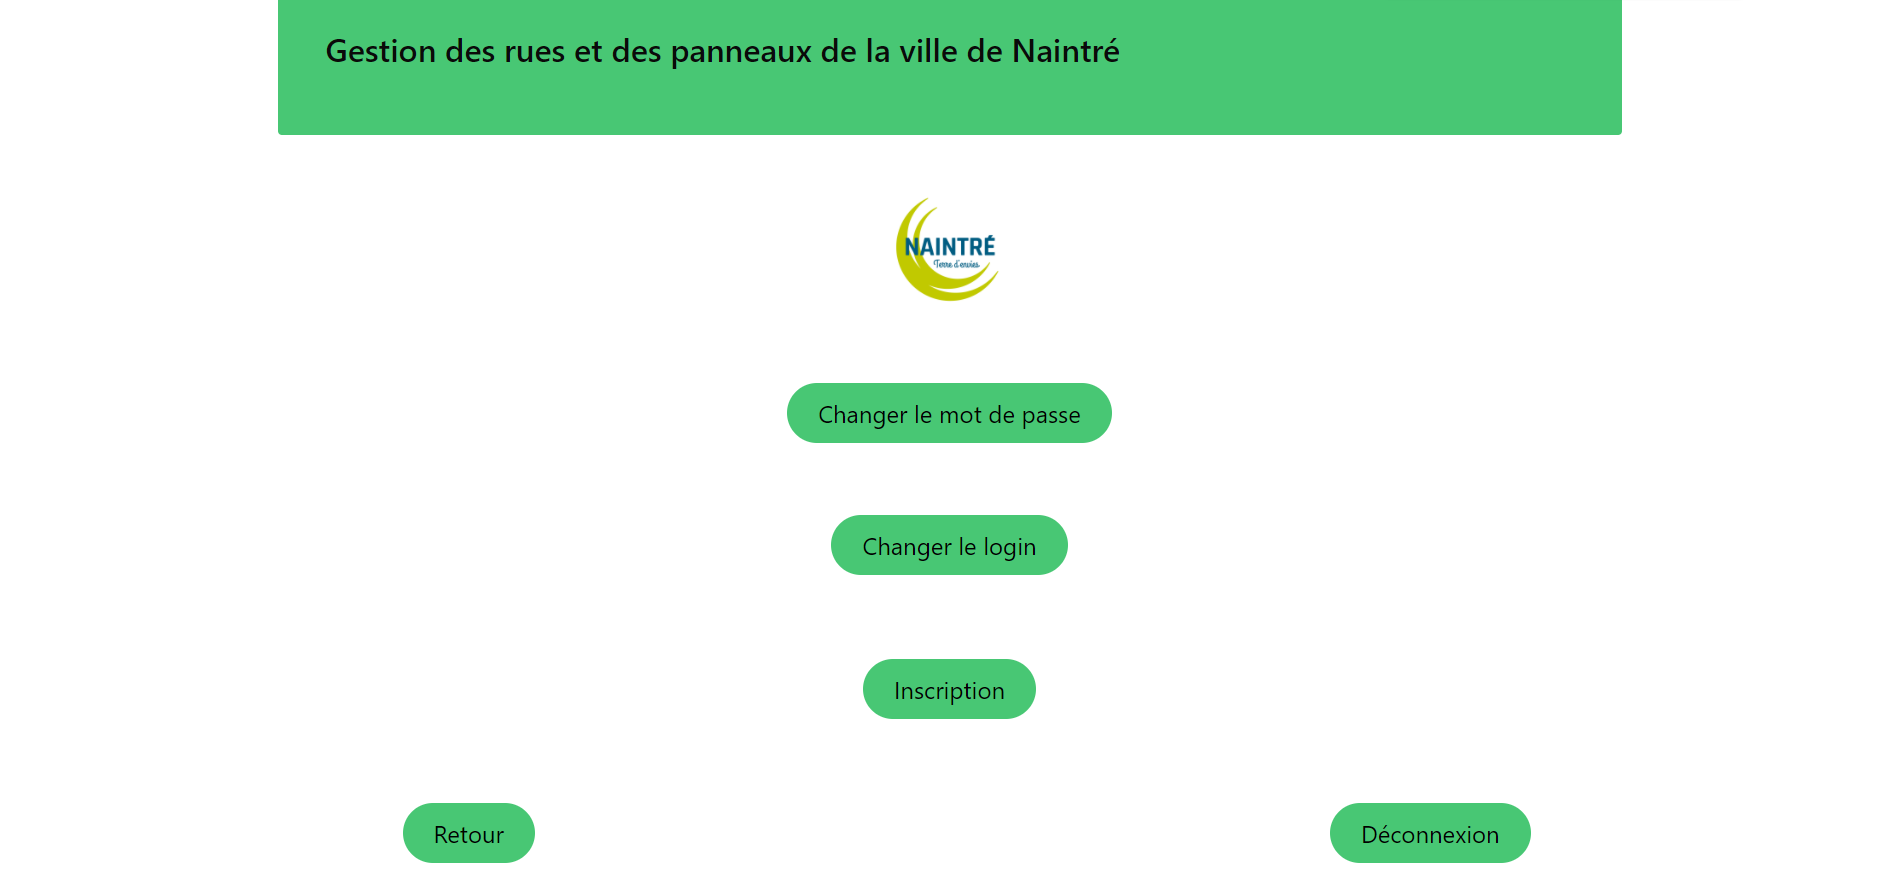 Gestion des rues et des panneaux de la ville de Naintré
NAINTRÉ
Terre d'envies
Changer le mot de passe
Changer le login
Inscription
Retour
Déconnexion